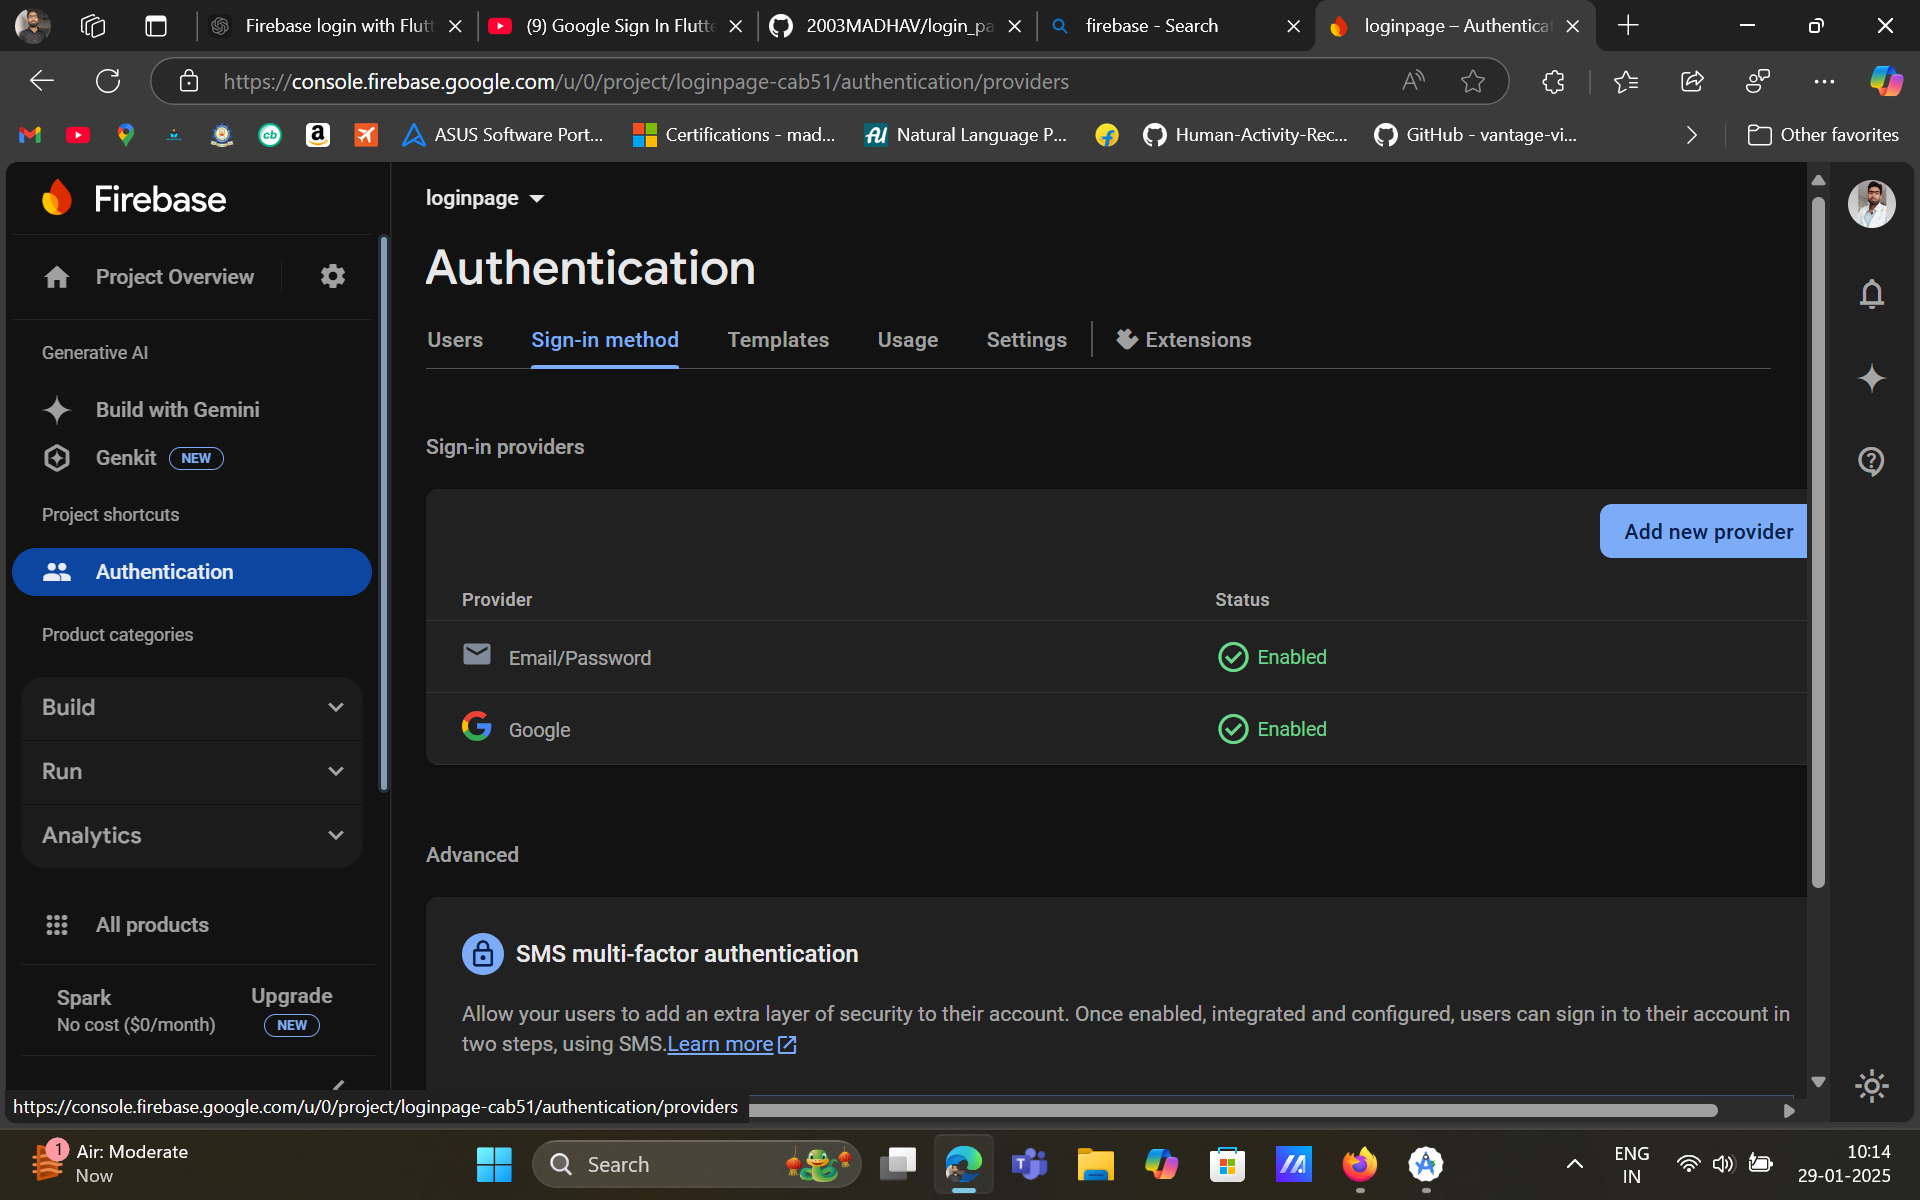 Firebase login with Flutt
(9) Google Sign In Flutte
2003MADHAV/login_pa
firebase - Search
loginpage – Authenticat
https://console.firebase.google.com/u/0/project/loginpage-cab51/authentication/providers
ASUS Software Port...
Certifications - mad...
Natural Language P...
Human-Activity-Rec...
GitHub - vantage-vi...
Other favorites
Firebase
Project Overview
Generative AI
Build with Gemini
Genkit NEW
Project shortcuts
Authentication
Product categories
Build
Run
Analytics
All products
Spark
No cost ($0/month)
Upgrade
NEW
loginpage
Authentication
Users
Sign-in method
Templates
Usage
Settings
Extensions
Sign-in providers
Add new provider
Provider Status
Email/Password Enabled
Google Enabled
Advanced
SMS multi-factor authentication
Allow your users to add an extra layer of security to their account. Once enabled, integrated and configured, users can sign in to their account in
two steps, using SMS.Learn more
https://console.firebase.google.com/u/0/project/loginpage-cab51/authentication/providers
1
Air: Moderate
Now
Search
ENG
IN
10:14
29-01-2025